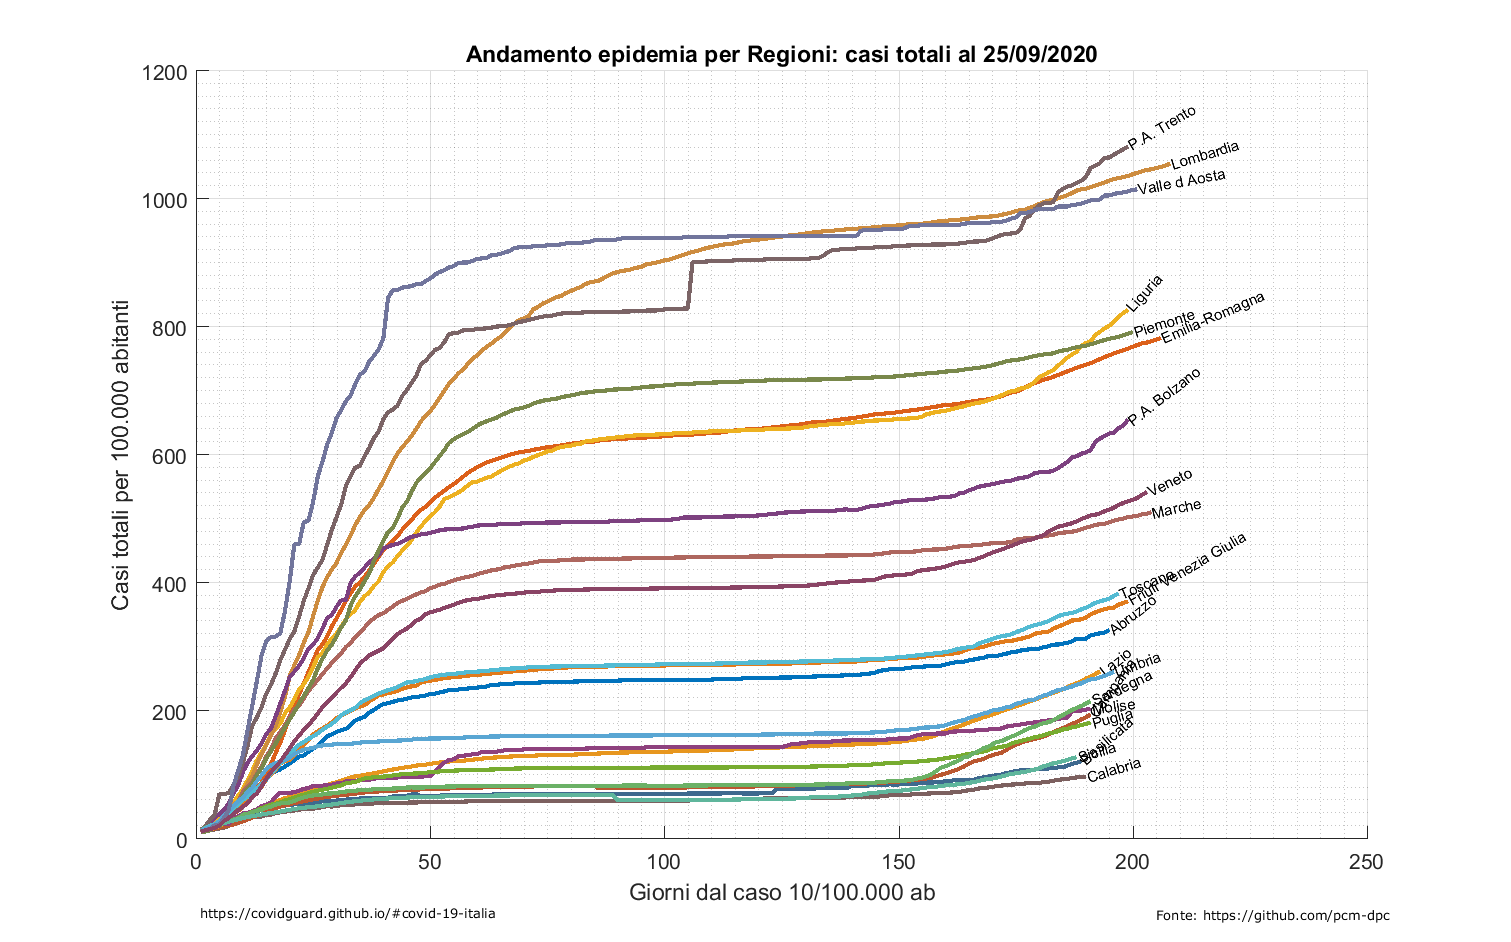 Andamento epidemia per Regioni: casi totali al 25/09/2020
1200
1000
800
600
400
200
0
Casi totali per 100.000 abitanti
P.A. Trento
Lombardia
Valle d Aosta
Liguria
Piemonte
Emilia-Romagna
P.A. Bolzano
Veneto
Marche
Toscana
Friuli Venezia Giulia
Abruzzo
Lazio
Umbria
Sardegna
Molise
Puglia
Basilicata
Calabria
0
50
100
150
200
250
Giorni dal caso 10/100.000 ab
https://covidguard.github.io/#covid-19-italia
Fonte: https://github.com/pcm-dpc